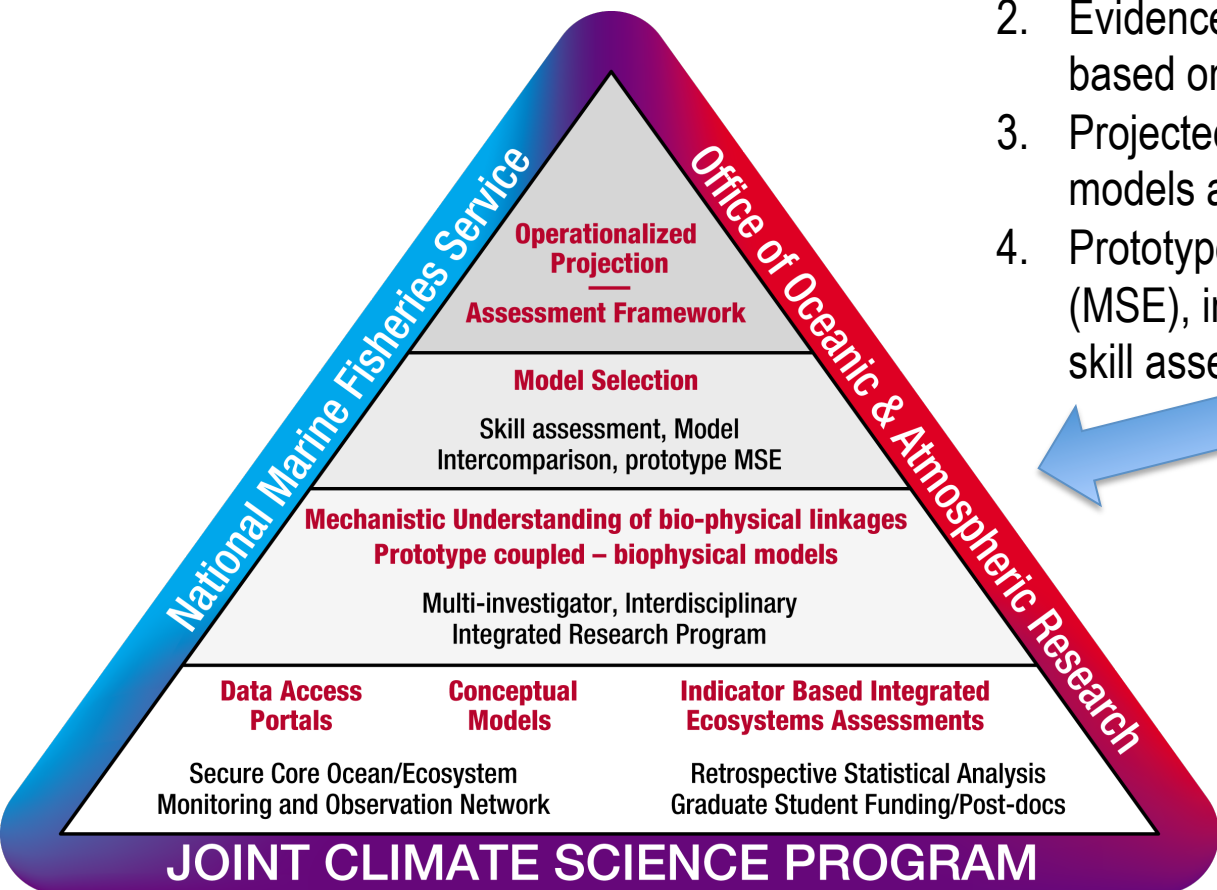 2. Evidence
based
3. Projected
models
4. Prototype
(MSE),
skill
National Marine Fisheries Service
Office of Oceanic & Atmospheric Research
Operationalized
Projection
Assessment Framework
Model Selection
Skill assessment, Model
Intercomparison, prototype MSE
Mechanistic Understanding of bio-physical linkages
Prototype coupled – biophysical models
Multi-investigator, Interdisciplinary
Integrated Research Program
Data Access
Portals
Conceptual
Models
Indicator Based Integrated
Ecosystems Assessments
Secure Core Ocean/Ecosystem
Monitoring and Observation Network
Retrospective Statistical Analysis
Graduate Student Funding/Post-docs
JOINT CLIMATE SCIENCE PROGRAM